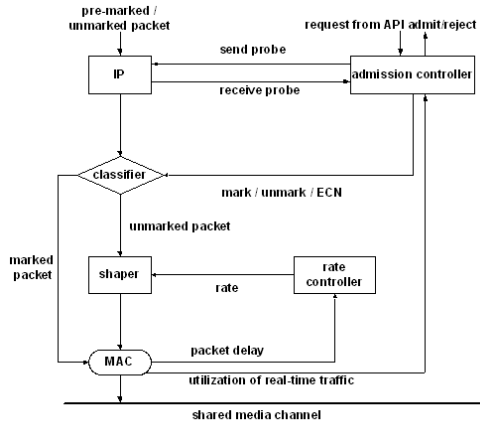 pre-marked /
unmarked packet
request from API admit/reject
send probe
IP
admission controller
receive probe
classifier
mark / unmark / ECN
unmarked packet
marked
packet
shaper
rate
controller
rate
packet delay
MAC
utilization of real-time traffic
shared media channel